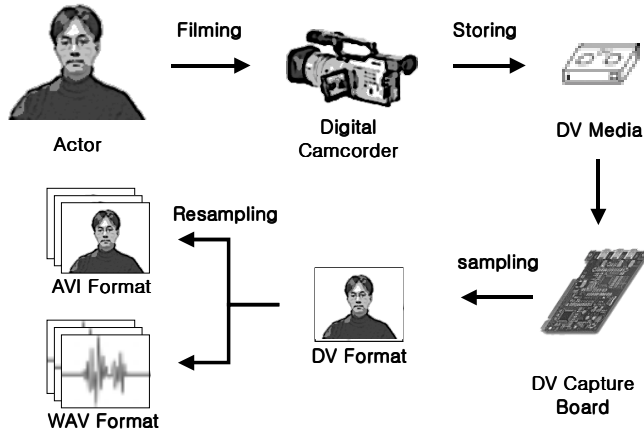 Filming
Storing
Actor
Digital
Camcorder
DV Media
Resampling
sampling
AVI Format
DV Format
WAV Format
DV Capture
Board